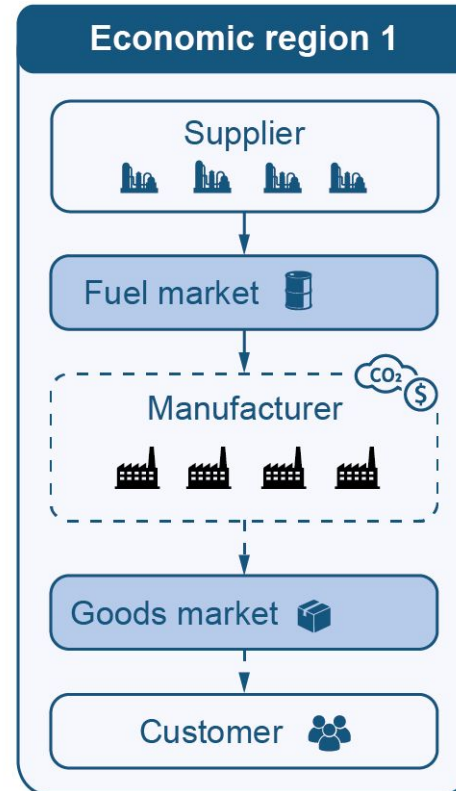 Economic region 1
Supplier
Fuel market
CO₂
$
Manufacturer
Goods market
Customer